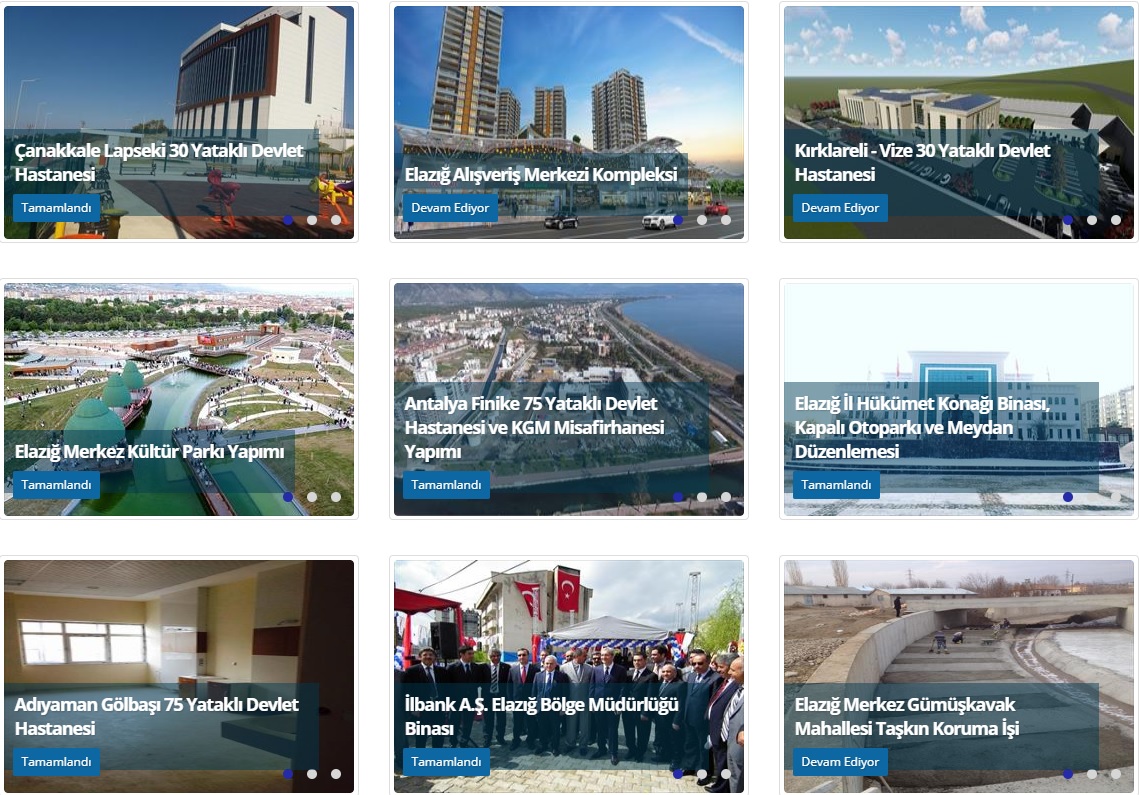 Çanakkale Lapseki 30 Yataklı Devlet
Hastanesi
Tamamlandı
Elazığ Alışveriş Merkezi Kompleksi
Devam Ediyor
Kırklareli - Vize 30 Yataklı Devlet
Hastanesi
Devam Ediyor
Elazığ Merkez Kültür Parkı Yapımı
Tamamlandı
Antalya Finike 75 Yataklı Devlet
Hastanesi ve KGM Misafirhanesi
Yapımı
Tamamlandı
Elazığ İl Hükümet Konağı Binası,
Kapalı Otoparkı ve Meydan
Düzenlemesi
Tamamlandı
Adıyaman Gölbaşı 75 Yataklı Devlet
Hastanesi
Tamamlandı
İlbank A.Ş. Elazığ Bölge Müdürlüğü
Binası
Tamamlandı
Elazığ Merkez Gümüşkavak
Mahallesi Taşkın Koruma İşi
Devam Ediyor